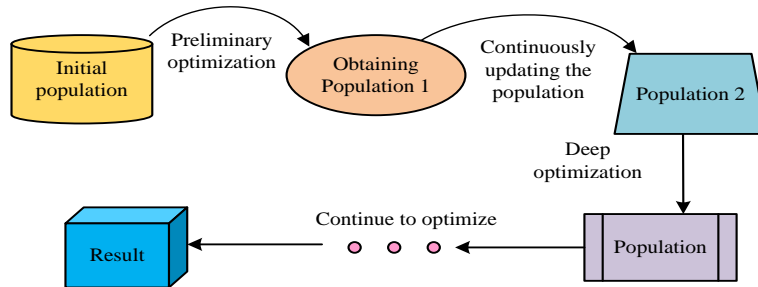 Initial
population
Preliminary
optimization
Obtaining
Population 1
Continuously
updating the
population
Population 2
Deep
optimization
Population
Continue to optimize
Result